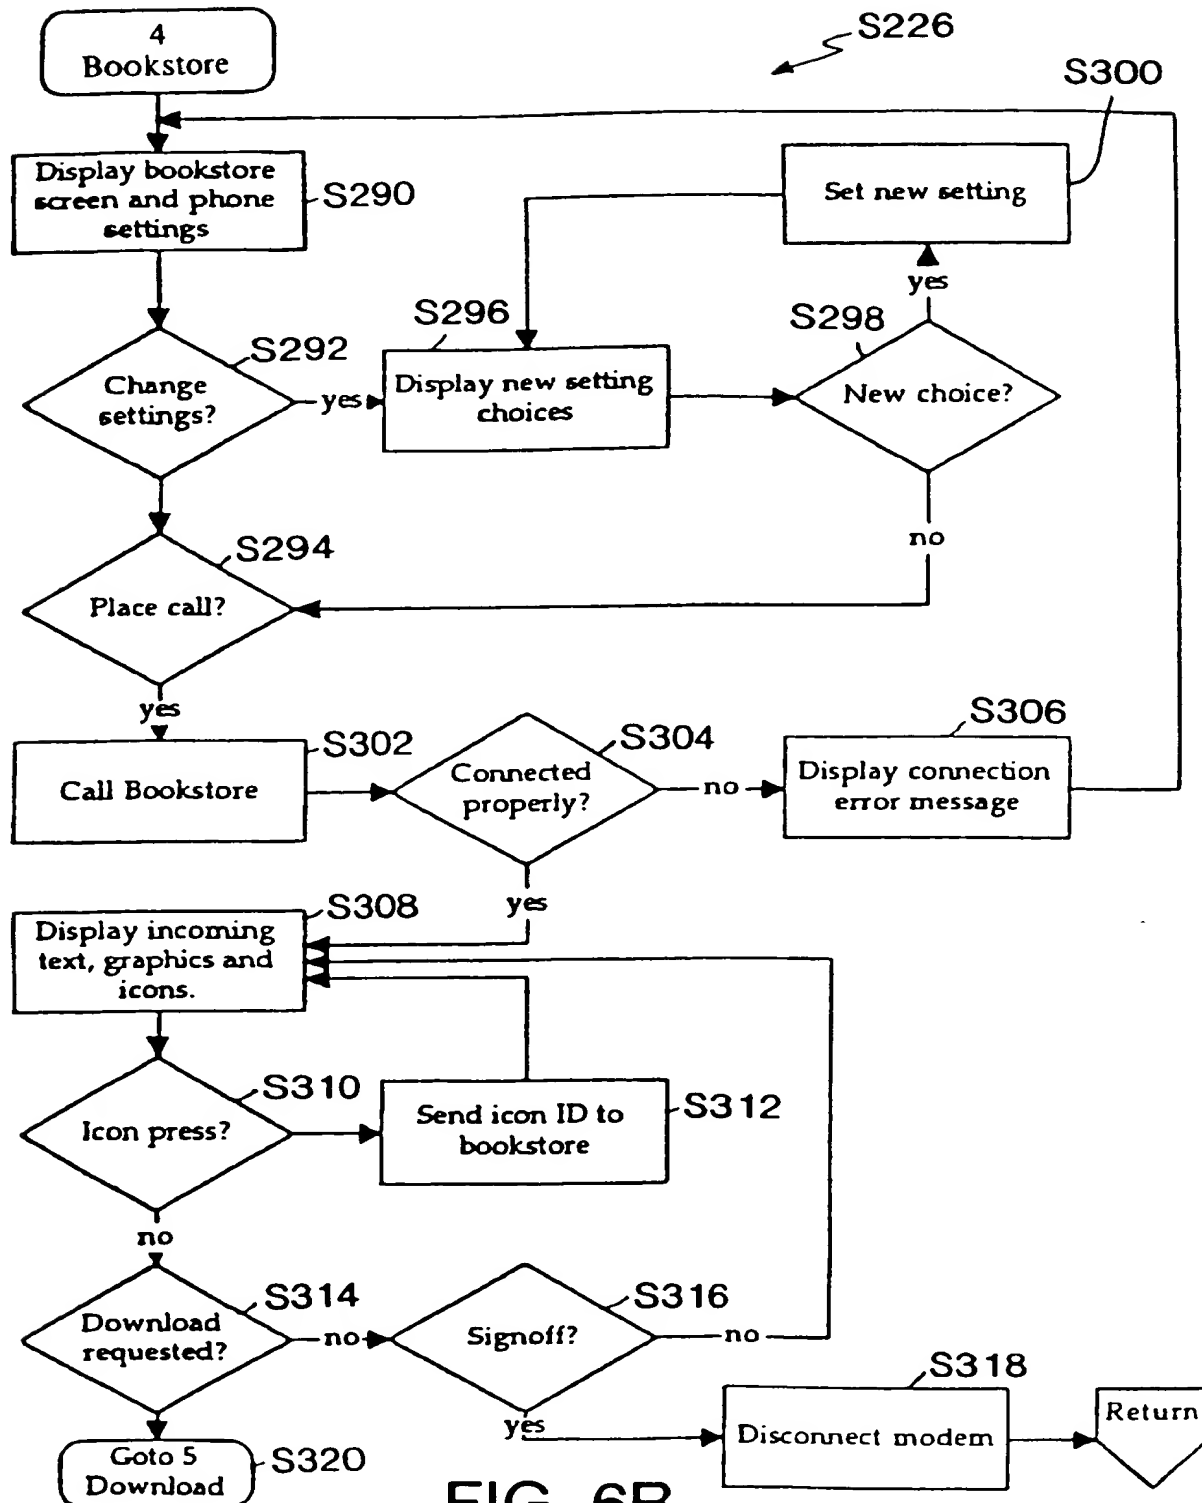 4
Bookstore
S226
S300
Display bookstore
screen and phone
settings
S290
Set new setting
yes
S292
Change
settings?
yes
S296
Display new setting
choices
S298
New choice?
no
S294
Place call?
yes
S302
Call Bookstore
S304
Connected
properly?
no
S306
Display connection
error message
yes
S308
Display incoming
text, graphics and
icons.
S310
Icon press?
S312
Send icon ID to
bookstore
no
S314
Download
requested?
no
S316
Signoff?
no
yes
S318
Disconnect modem
Return
Goto 5
Download
S320